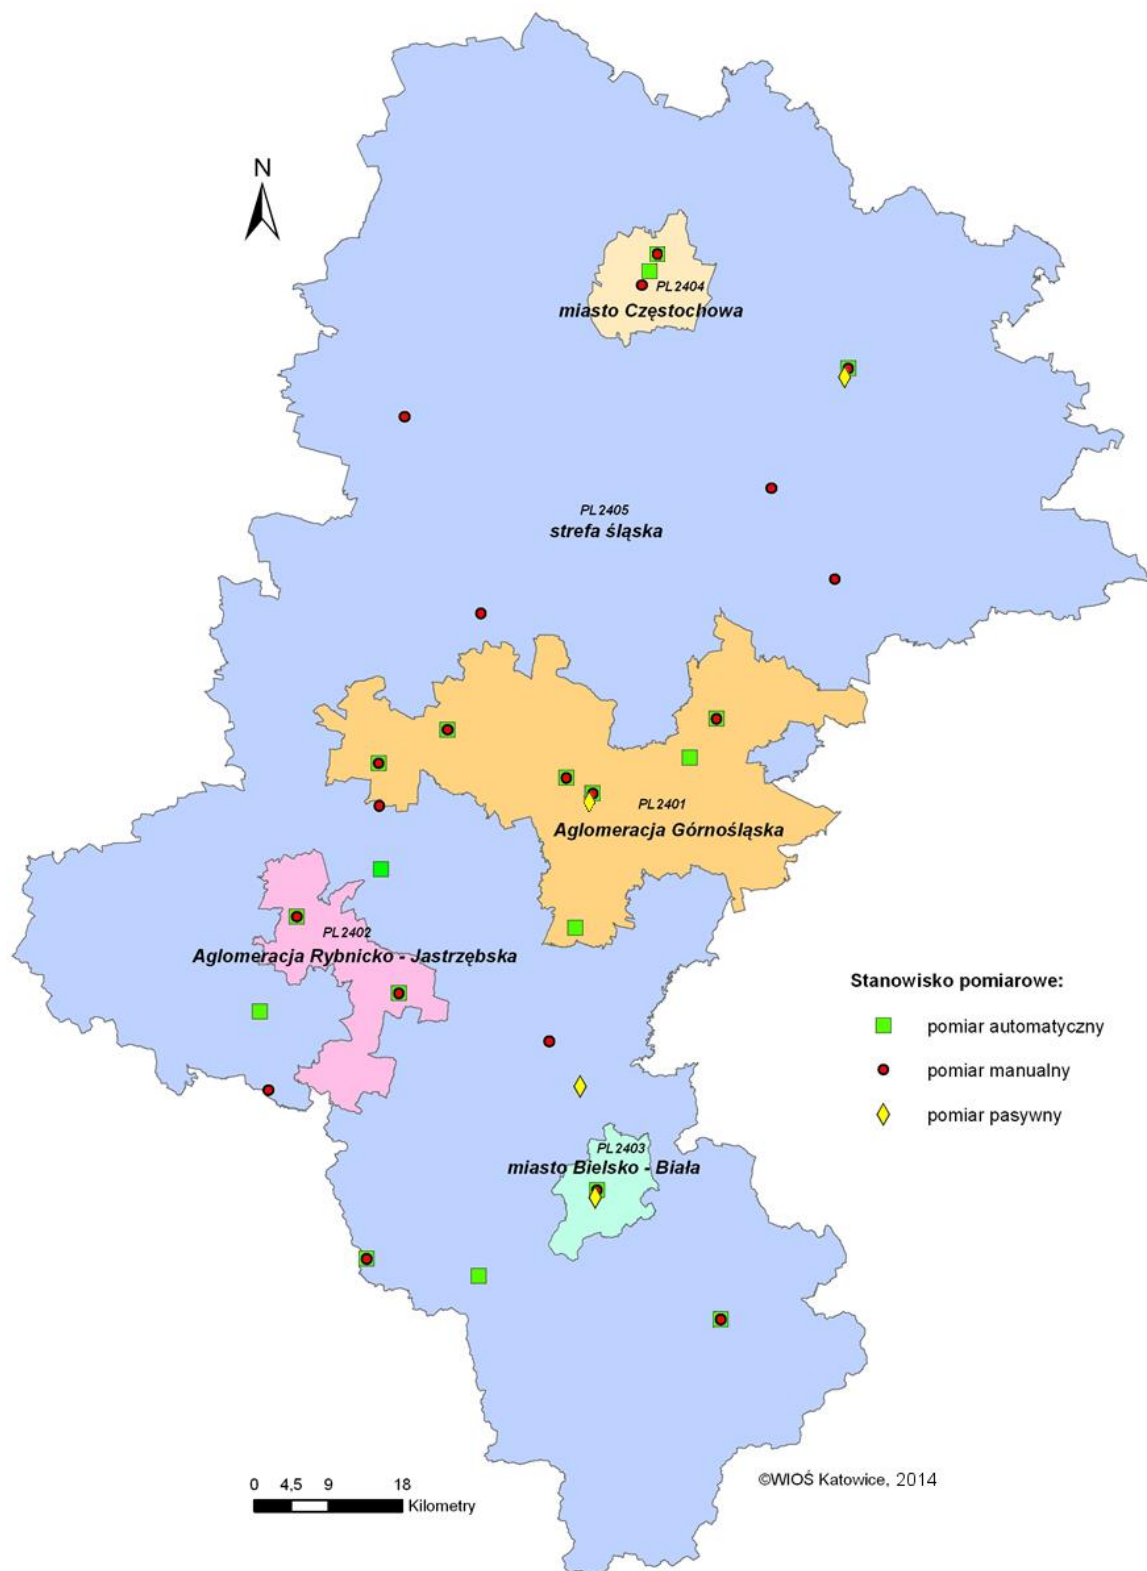 N
PL2404
miasto Częstochowa
PL2405
strefa śląska
PL2401
Aglomeracja Górnośląska
PL2402
Aglomeracja Rybnicko - Jastrzębska
Stanowisko pomiarowe:
pomiar automatyczny
pomiar manualny
pomiar pasywny
PL2403
miasto Bielsko - Biała
0 4,5 9 18
Kilometry
©WIOŚ Katowice, 2014